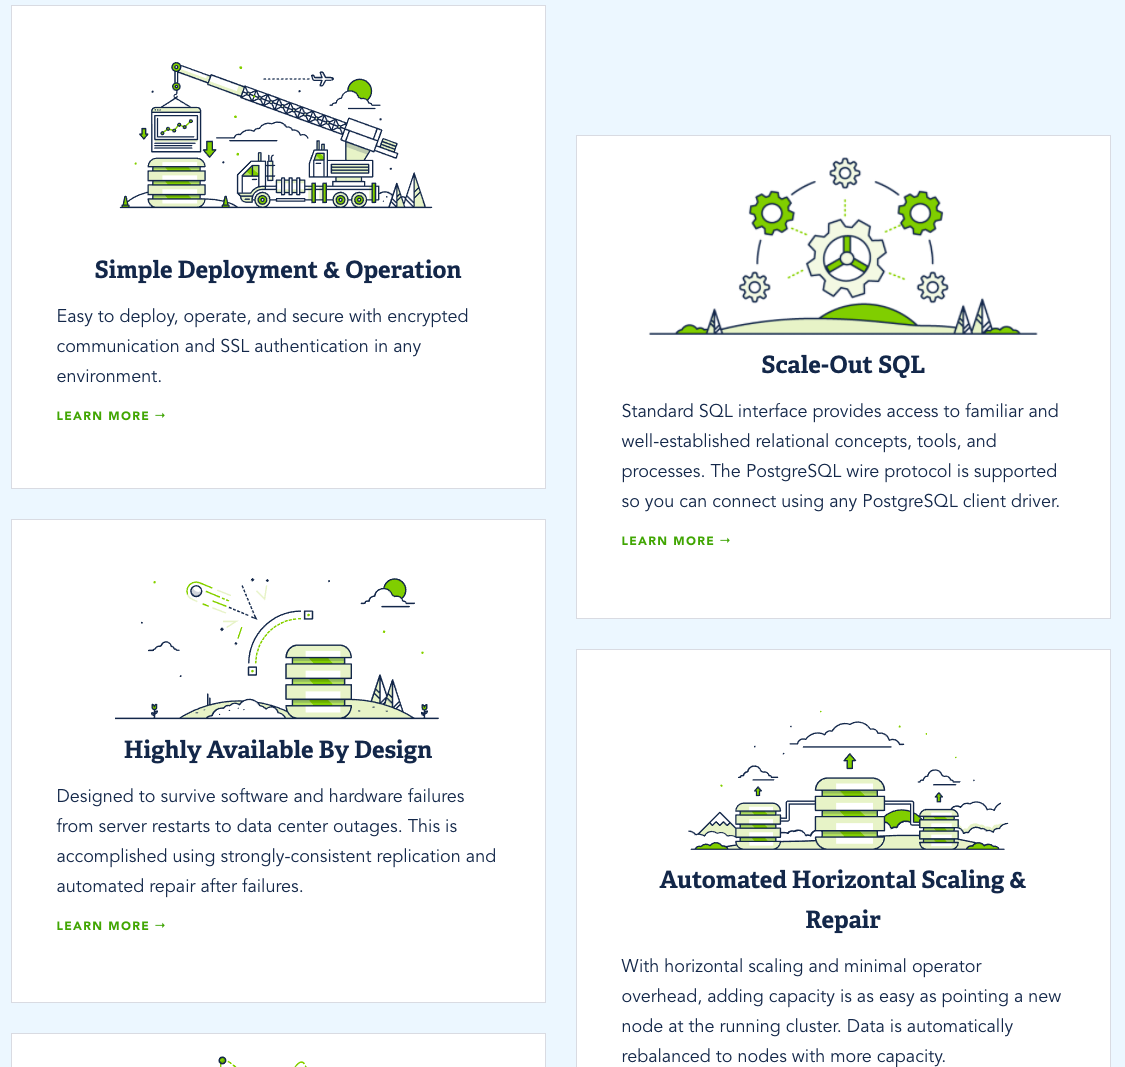 Simple Deployment & Operation
Easy to deploy, operate, and secure with encrypted
communication and SSL authentication in any
environment.
LEARN MORE →
Scale-Out SQL
Standard SQL interface provides access to familiar and
well-established relational concepts, tools, and
processes. The PostgreSQL wire protocol is supported
so you can connect using any PostgreSQL client driver.
LEARN MORE →
Highly Available By Design
Designed to survive software and hardware failures
from server restarts to data center outages. This is
accomplished using strongly-consistent replication and
automated repair after failures.
LEARN MORE →
Automated Horizontal Scaling &
Repair
With horizontal scaling and minimal operator
overhead, adding capacity is as easy as pointing a new
node at the running cluster. Data is automatically
rebalanced to nodes with more capacity.